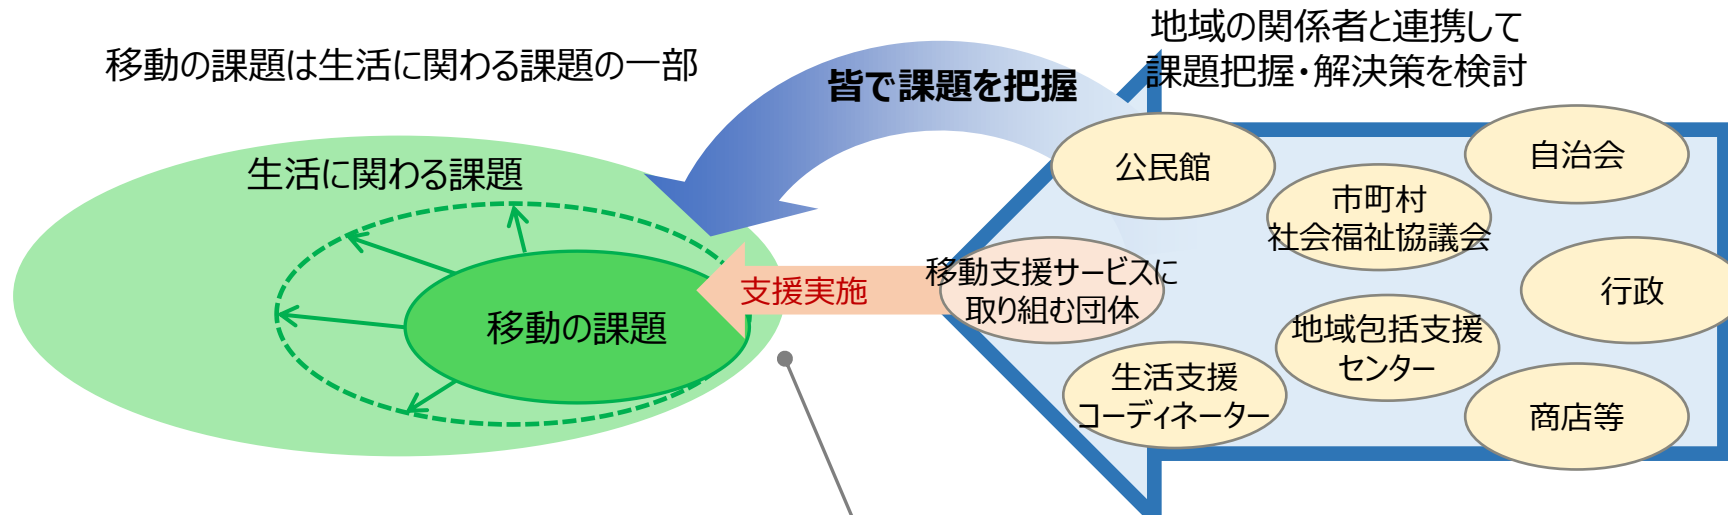 移動の課題は生活に関わる課題の一部
地域の関係者と連携して
課題把握・解決策を検討
皆で課題を把握
生活に関わる課題
移動の課題
支援実施
移動支援サービスに
取り組む団体
公民館
自治会
市町村
社会福祉協議会
行政
地域包括支援
センター
生活支援
コーディネーター
商店等